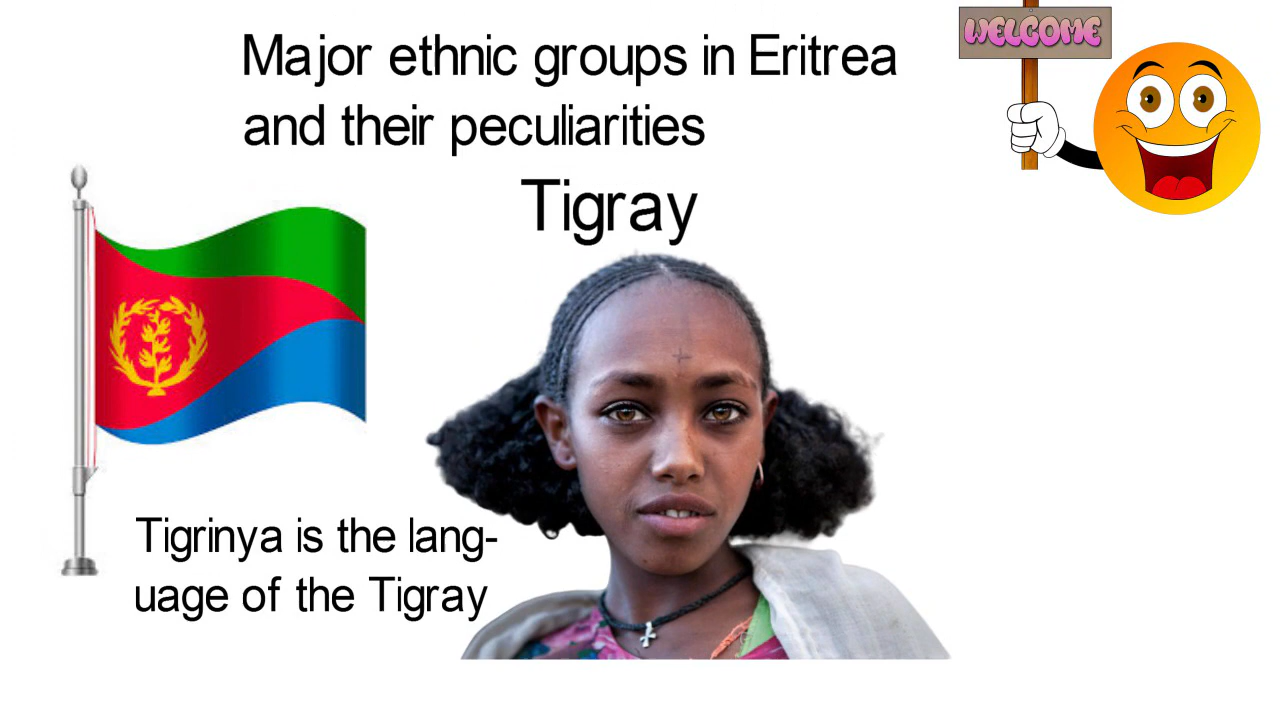 WELCOME
Major ethnic groups in Eritrea
and their peculiarities
Tigray
Tigrinya is the lang-
uage of the Tigray